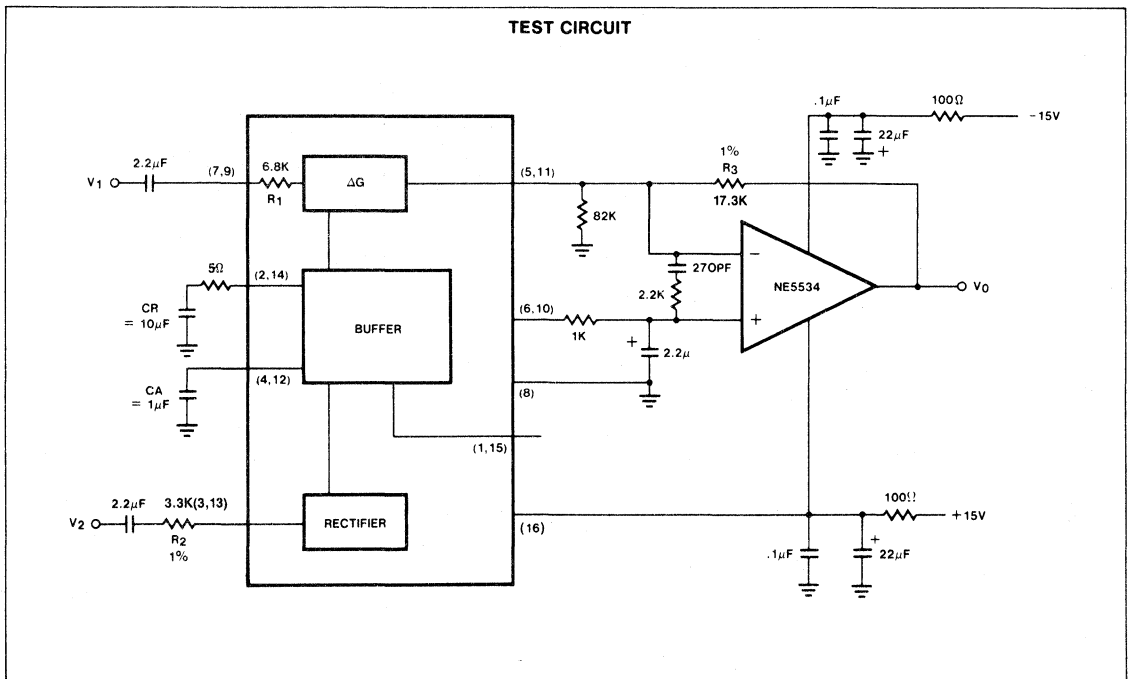 TEST CIRCUIT
.1µF
100Ω
-15V
22µF
+
2.2µF
(7,9)
6.8K
ΔG
(5,11)
1%
R3
17.3K
V1
R1
82K
5Ω
(2,14)
270PF
2.2K
NE5534
−
+
VO
CR
= 10µF
BUFFER
(6,10)
1K
+
2.2µ
CA
= 1µF
(4,12)
(8)
(1,15)
2.2µF
3.3K(3,13)
V2
R2
1%
RECTIFIER
(16)
100Ω
+15V
.1µF
+
22µF